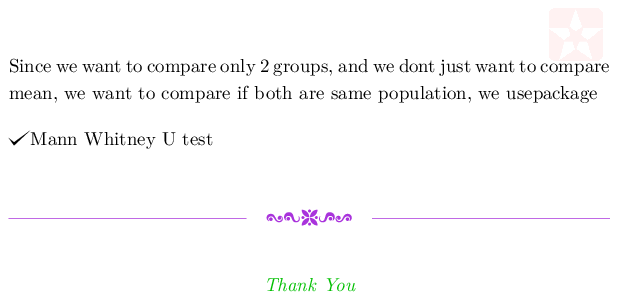 Since we want to compare only 2 groups, and we dont just want to compare
mean, we want to compare if both are same population, we usepackage
✓Mann Whitney U test
Thank You